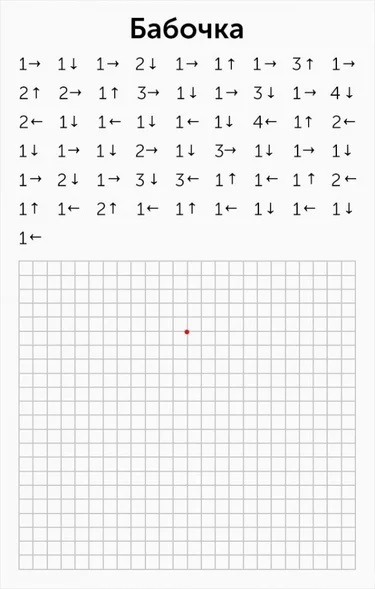 Бабочка
1→ 1↓ 1→ 2↓ 1→ 1↑ 1→ 3↑ 1→
2↑ 2→ 1↑ 3→ 1↓ 1→ 3↓ 1→ 4↓
2← 1↓ 1← 1↓ 1← 1↓ 4← 1↑ 2←
1↓ 1→ 1↓ 2→ 1↓ 3→ 1↓ 1→ 1↓
1→ 2↓ 1→ 3↓ 3← 1↑ 1← 1↑ 2←
1↑ 1← 2↑ 1← 1↑ 1← 1↓ 1← 1↓
1←